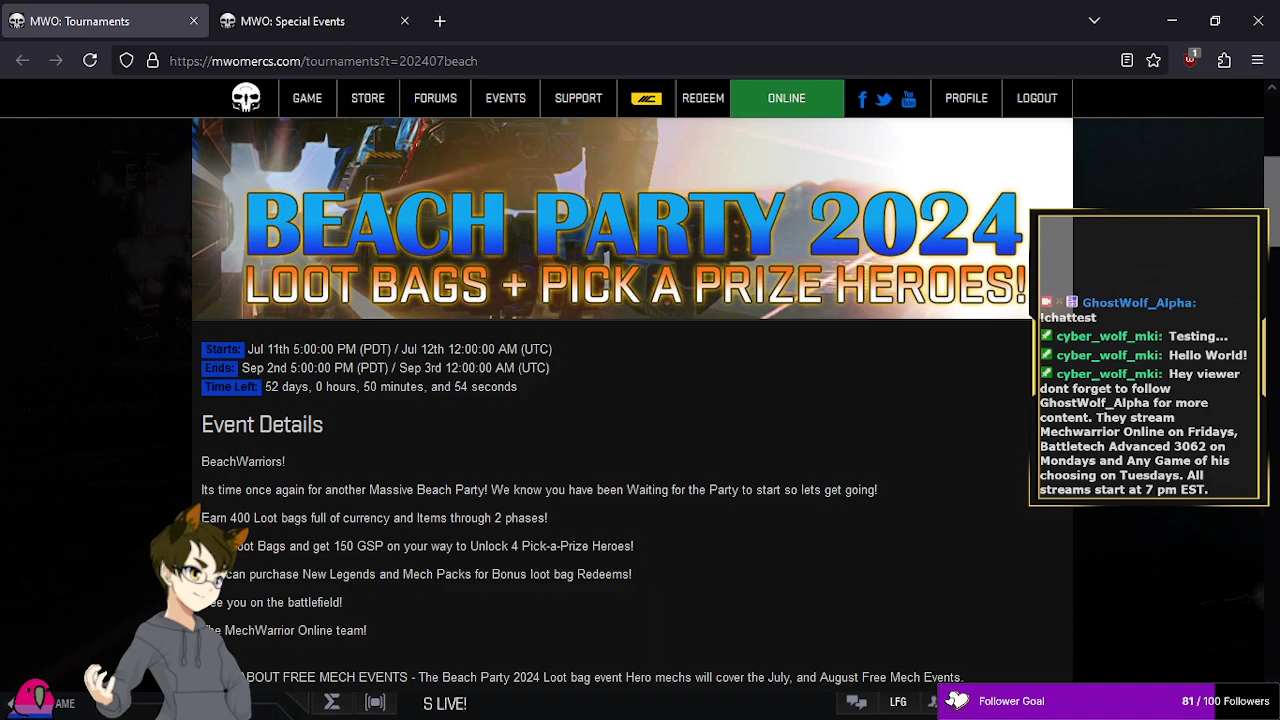 MWO: Tournaments
MWO: Special Events
https://mwomercs.com/tournaments?t=202407beach
1
GAME
STORE
FORUMS
EVENTS
SUPPORT
MC
REDEEM
ONLINE
PROFILE
LOGOUT
BEACH PARTY 2024
LOOT BAGS + PICK A PRIZE HEROES!
Starts: Jul 11th 5:00:00 PM (PDT) / Jul 12th 12:00:00 AM (UTC)
Ends: Sep 2nd 5:00:00 PM (PDT) / Sep 3rd 12:00:00 AM (UTC)
Time Left: 52 days, 0 hours, 50 minutes, and 54 seconds
Event Details
BeachWarriors!
Its time once again for another Massive Beach Party! We know you have been Waiting for the Party to start so lets get going!
Earn 400 Loot bags full of currency and Items through 2 phases!
oot Bags and get 150 GSP on your way to Unlock 4 Pick-a-Prize Heroes!
can purchase New Legends and Mech Packs for Bonus loot bag Redeems!
ee you on the battlefield!
he MechWarrior Online team!
BOUT FREE MECH EVENTS - The Beach Party 2024 Loot bag event Hero mechs will cover the July, and August Free Mech Events.
GhostWolf_Alpha:
!chattest
cyber_wolf_mki: Testing...
cyber_wolf_mki: Hello World!
cyber_wolf_mki: Hey viewer
dont forget to follow
GhostWolf_Alpha for more
content. They stream
Mechwarrior Online on Fridays,
Battletech Advanced 3062 on
Mondays and Any Game of his
choosing on Tuesdays. All
streams start at 7 pm EST.
AME
S LIVE!
LFG
Follower Goal
81 / 100 Followers